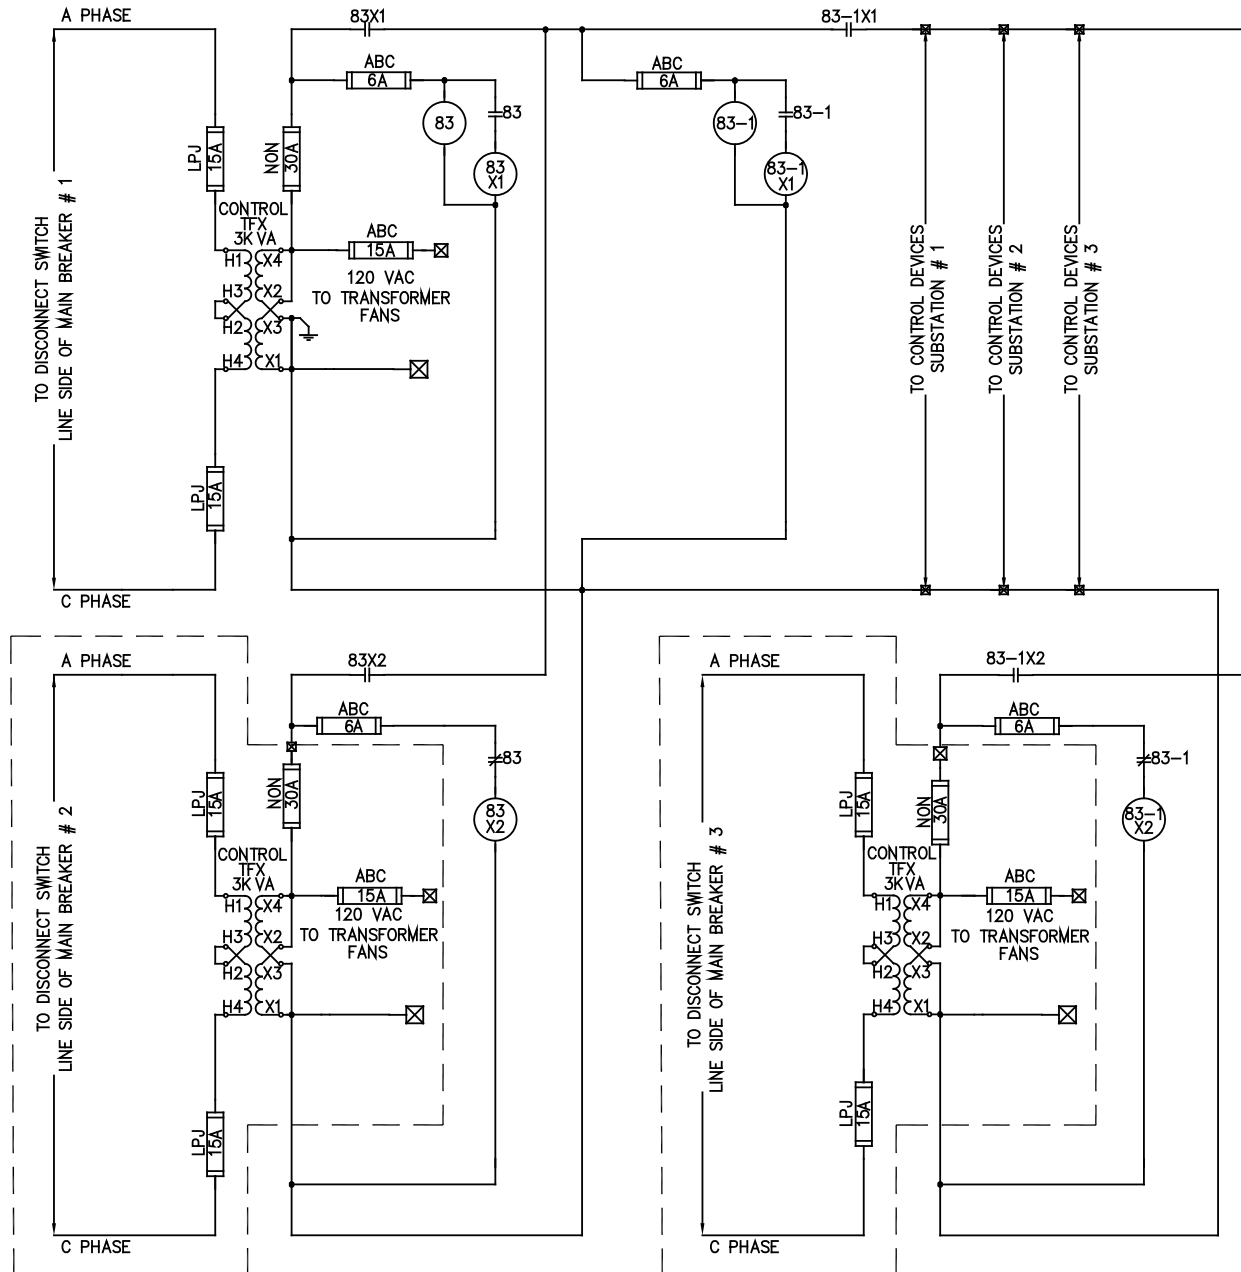 A PHASE
83X1
83-1X1
ABC
6A
83
83
83
X1
ABC
6A
83-1
83-1
83-1
X1
LPJ
15A
NON
30A
CONTROL
TFX
3KVA
H1
X4
H3
X2
H2
X3
H4
X1
ABC
15A
120 VAC
TO TRANSFORMER
FANS
LPJ
15A
TO DISCONNECT SWITCH
LINE SIDE OF MAIN BREAKER # 1
C PHASE
TO CONTROL DEVICES
SUBSTATION # 1
TO CONTROL DEVICES
SUBSTATION # 2
TO CONTROL DEVICES
SUBSTATION # 3
A PHASE
83X2
ABC
6A
83
83
X2
LPJ
15A
NON
30A
CONTROL
TFX
3KVA
H1
X4
H3
X2
H2
X3
H4
X1
ABC
15A
120 VAC
TO TRANSFORMER
FANS
LPJ
15A
TO DISCONNECT SWITCH
LINE SIDE OF MAIN BREAKER # 2
C PHASE
A PHASE
83-1X2
ABC
6A
83-1
83-1
X2
LPJ
15A
NON
30A
CONTROL
TFX
3KVA
H1
X4
H3
X2
H2
X3
H4
X1
ABC
15A
120 VAC
TO TRANSFORMER
FANS
LPJ
15A
TO DISCONNECT SWITCH
LINE SIDE OF MAIN BREAKER # 3
C PHASE